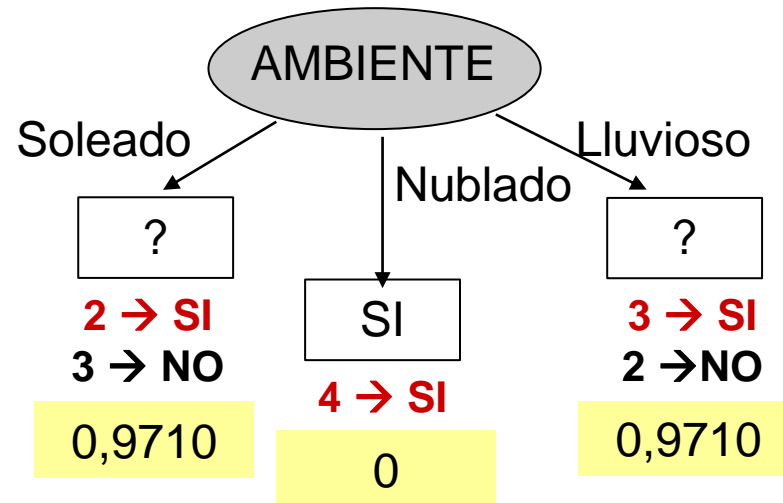 AMBIENTE
Soleado
Nublado
Lluvioso
?
2 → SI
3 → NO
0,9710
SI
4 → SI
0
?
3 → SI
2 →NO
0,9710